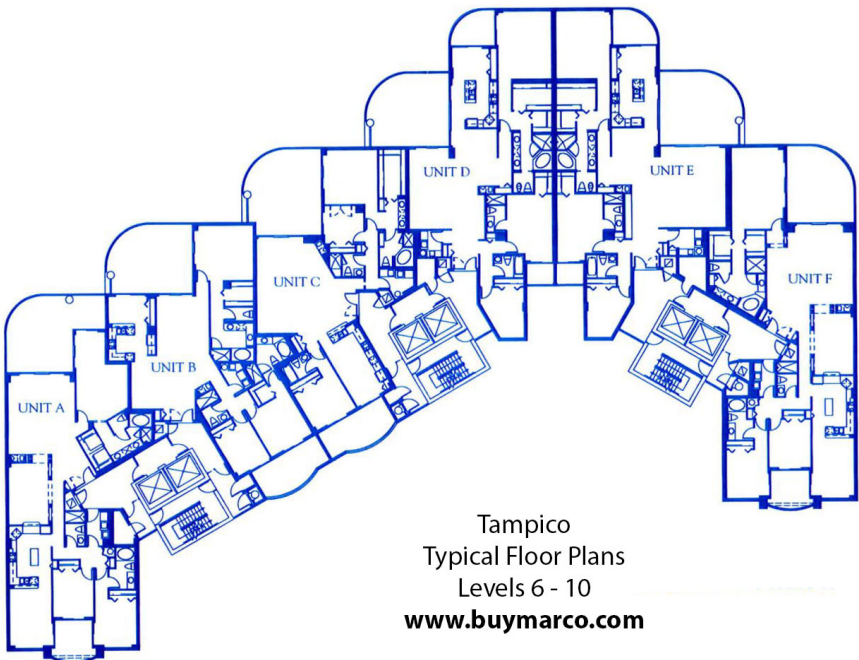 UNIT D
UNIT E
UNIT C
UNIT F
UNIT B
UNIT A
Tampico
Typical Floor Plans
Levels 6 - 10
www.buymarco.com